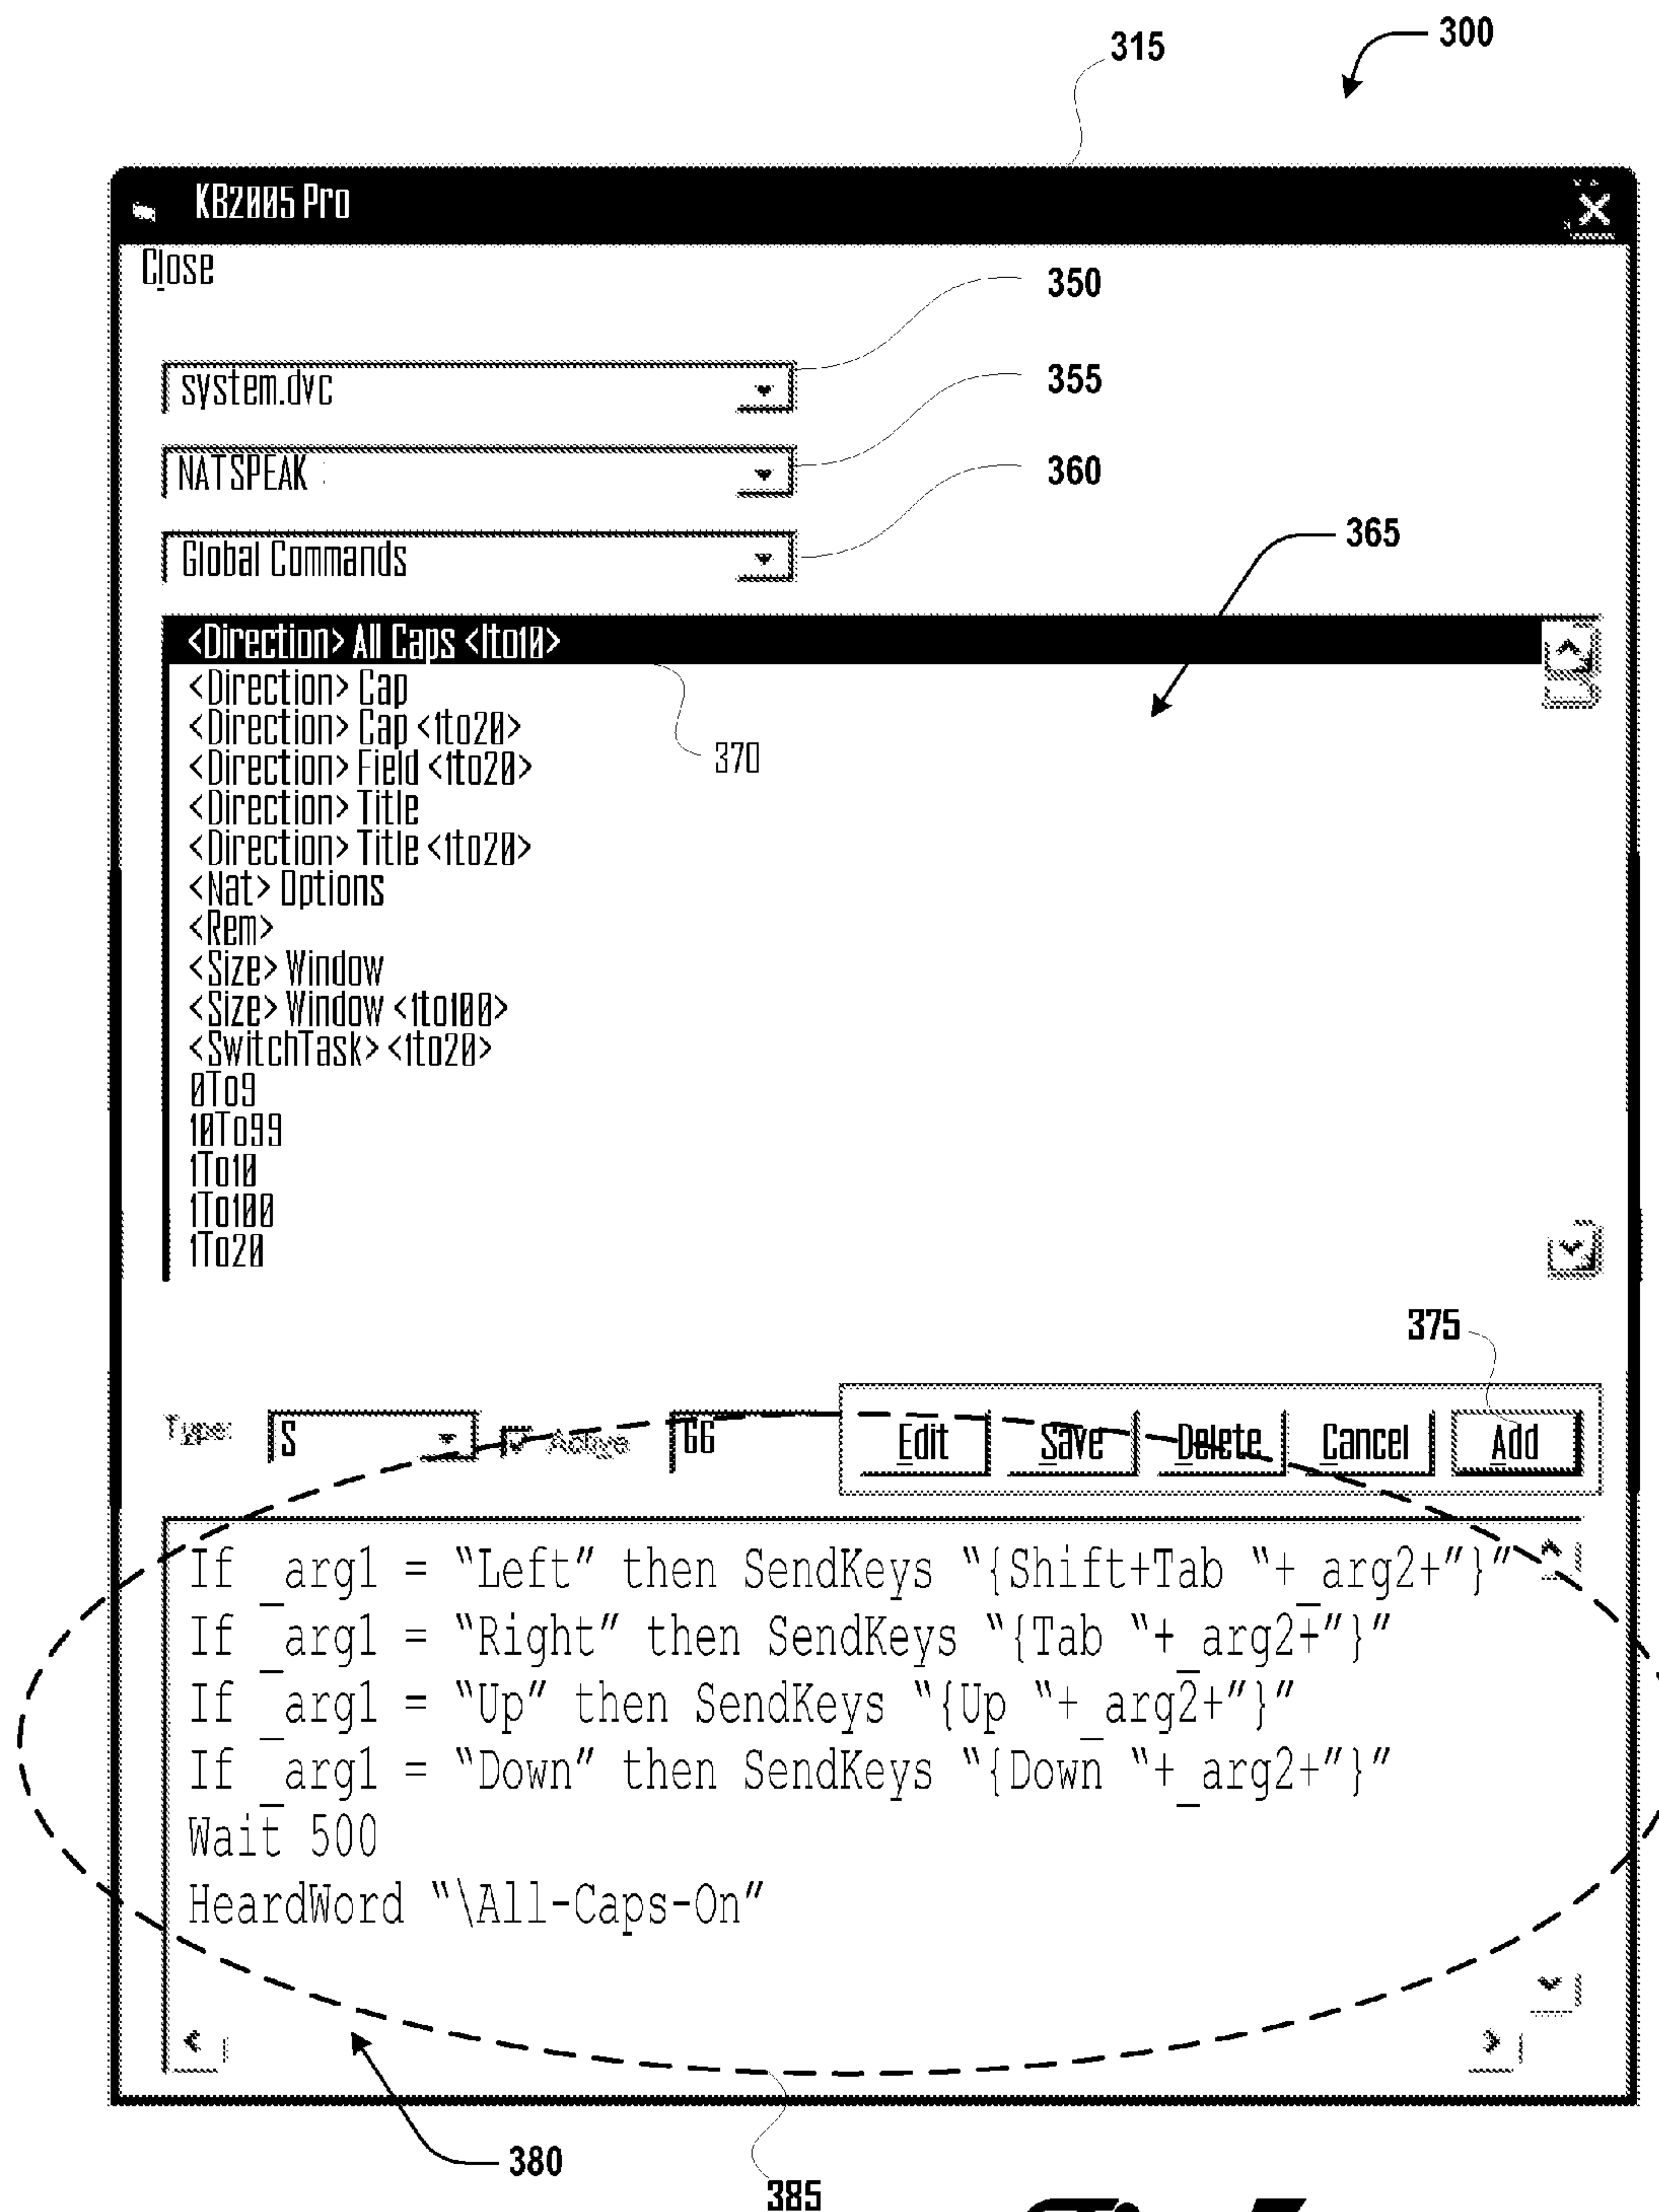 300
315
KB2005 Pro
Close
350
system.dvc
355
NATSPEAK
360
Global Commands
365
<Direction> All Caps <1to10>
<Direction> Cap
<Direction> Cap <1to20>
<Direction> Field <1to20>
370
<Direction> Title
<Direction> Title <1to20>
<Nat> Options
<Rem>
<Size> Window
<Size> Window <1to100>
<SwitchTask> <1to20>
0To9
10To99
1To10
1To100
1To20
375
Type: S Active GG Edit Save Delete Cancel Add
If _arg1 = “Left” then SendKeys “{Shift+Tab “+_arg2+”}”
If _arg1 = “Right” then SendKeys “{Tab “+_arg2+”}”
If _arg1 = “Up” then SendKeys “{Up “+_arg2+”}”
If _arg1 = “Down” then SendKeys “{Down “+_arg2+”}”
Wait 500
HeardWord “\All-Caps-On”
380
385